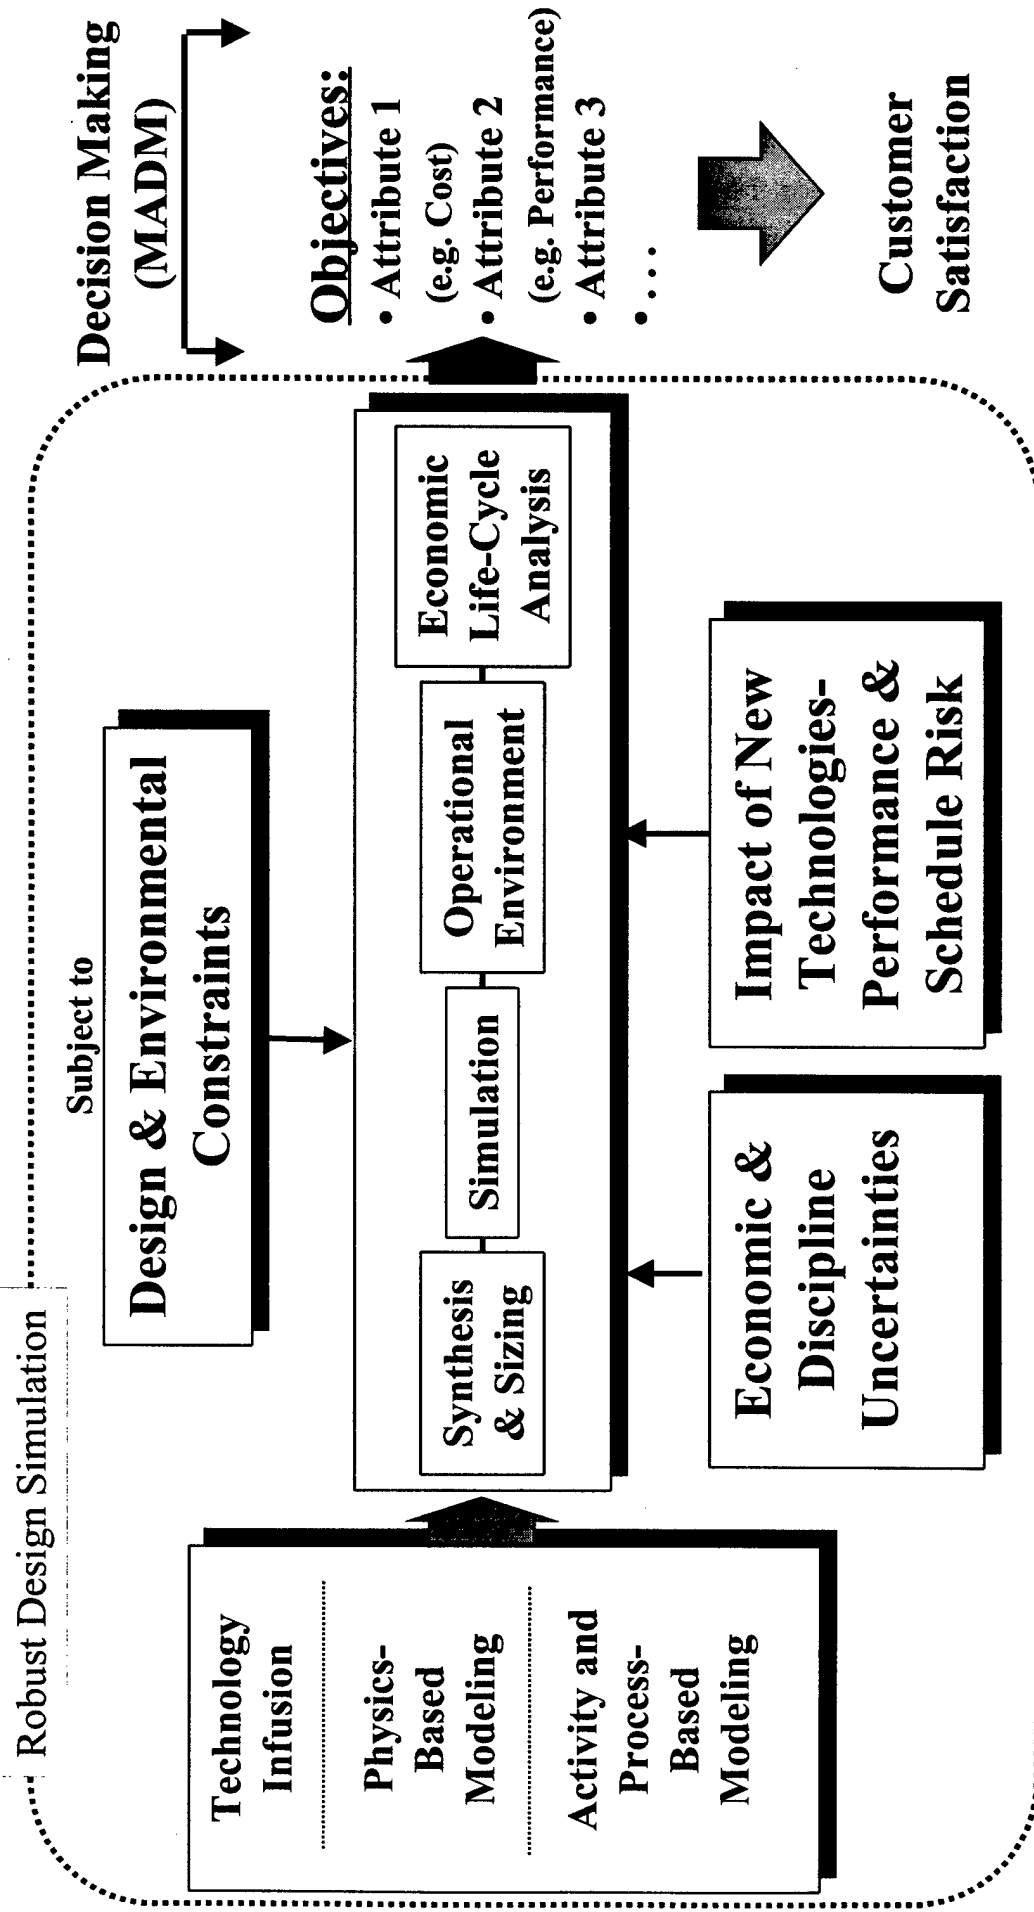 Robust Design Simulation
Subject to
Design & Environmental
Constraints
Technology
Infusion
Physics-
Based
Modeling
Activity and
Process-
Based
Modeling
Synthesis
& Sizing
Simulation
Operational
Environment
Economic
Life-Cycle
Analysis
Economic &
Discipline
Uncertainties
Impact of New
Technologies-
Performance &
Schedule Risk
Decision Making
(MADM)
Objectives:
• Attribute 1
(e.g. Cost)
• Attribute 2
(e.g. Performance)
• Attribute 3
• ...
Customer
Satisfaction